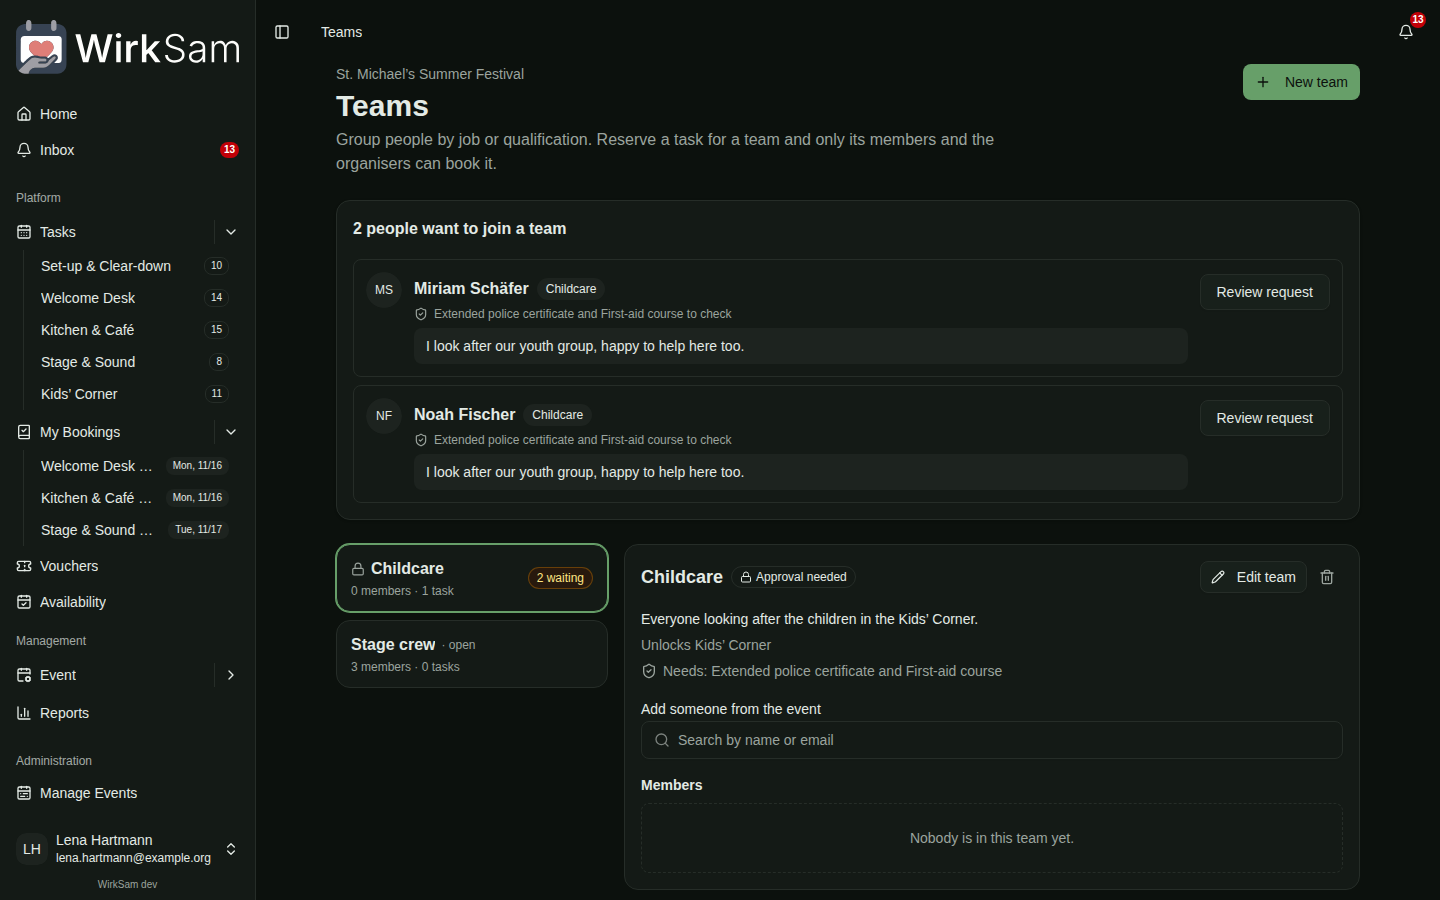 WirkSam
Home
Inbox
13
Platform
Tasks
Set-up & Clear-down
10
Welcome Desk
14
Kitchen & Café
15
Stage & Sound
8
Kids’ Corner
11
My Bookings
Welcome Desk …
Mon, 11/16
Kitchen & Café …
Mon, 11/16
Stage & Sound …
Tue, 11/17
Vouchers
Availability
Management
Event
Reports
Administration
Manage Events
LH
Lena Hartmann
lena.hartmann@example.org
WirkSam dev
Teams
13
St. Michael’s Summer Festival
Teams
Group people by job or qualification. Reserve a task for a team and only its members and the
organisers can book it.
New team
2 people want to join a team
MS
Miriam Schäfer
Childcare
Extended police certificate and First-aid course to check
I look after our youth group, happy to help here too.
Review request
NF
Noah Fischer
Childcare
Extended police certificate and First-aid course to check
I look after our youth group, happy to help here too.
Review request
Childcare
0 members · 1 task
2 waiting
Stage crew · open
3 members · 0 tasks
Childcare
Approval needed
Edit team
Everyone looking after the children in the Kids’ Corner.
Unlocks Kids’ Corner
Needs: Extended police certificate and First-aid course
Add someone from the event
Search by name or email
Members
Nobody is in this team yet.